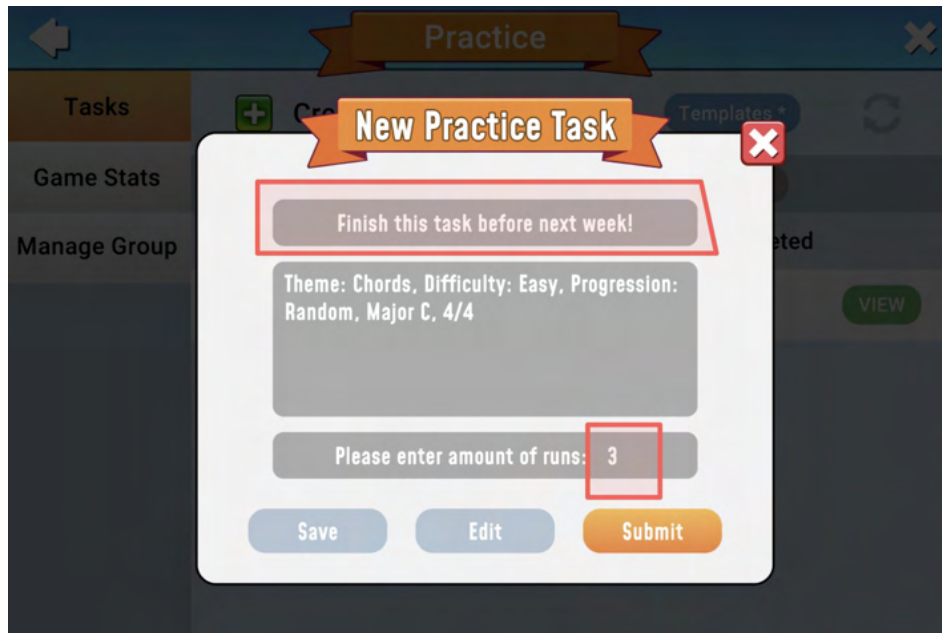 Practice
Tasks
Templates *
New Practice Task
Game Stats
Finish this task before next week!
Manage Group
Theme: Chords, Difficulty: Easy, Progression:
Random, Major C, 4/4
VIEW
Please enter amount of runs: 3
Save Edit Submit